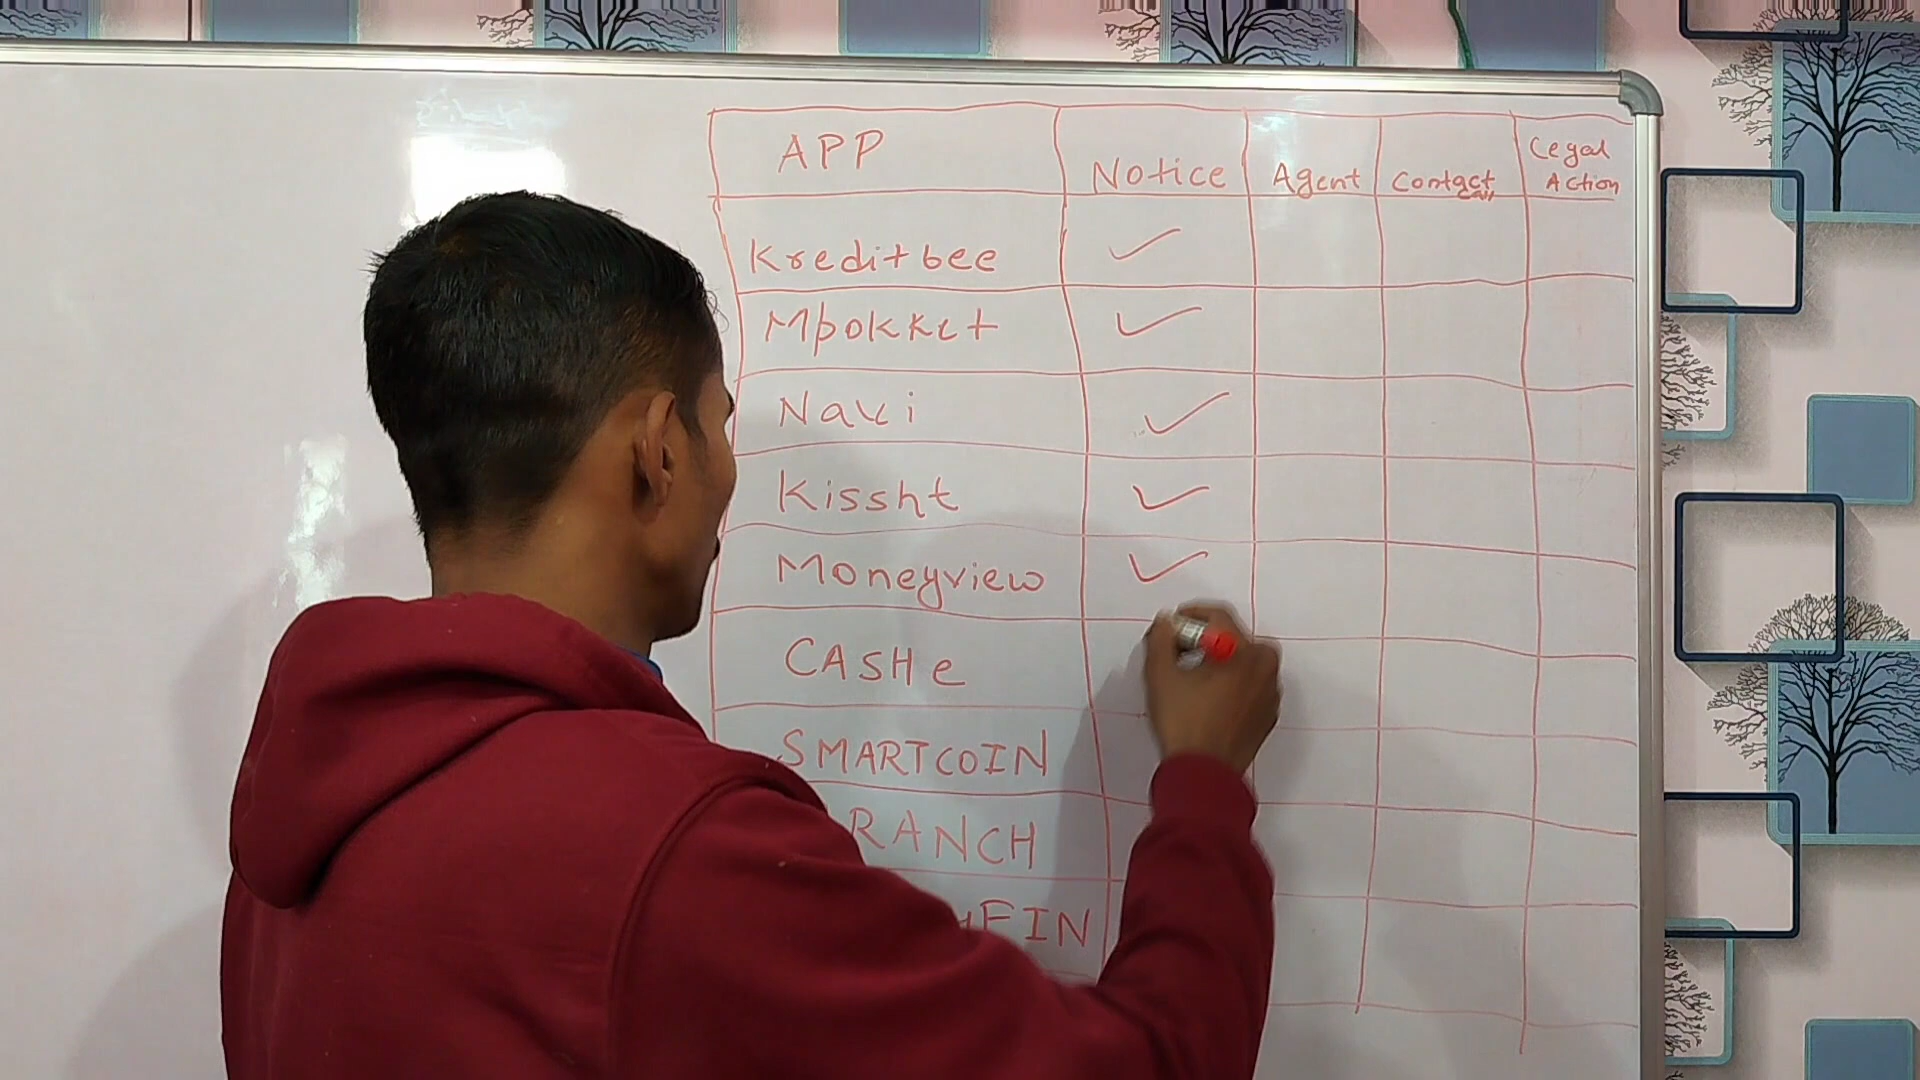 APP Notice Agent Contact Legal
call Action
Kreditbee ✓
Mpokket ✓
Navi ✓
Kissht ✓
Moneyview ✓
CASHe
SMARTCOIN
RANCH
FIN